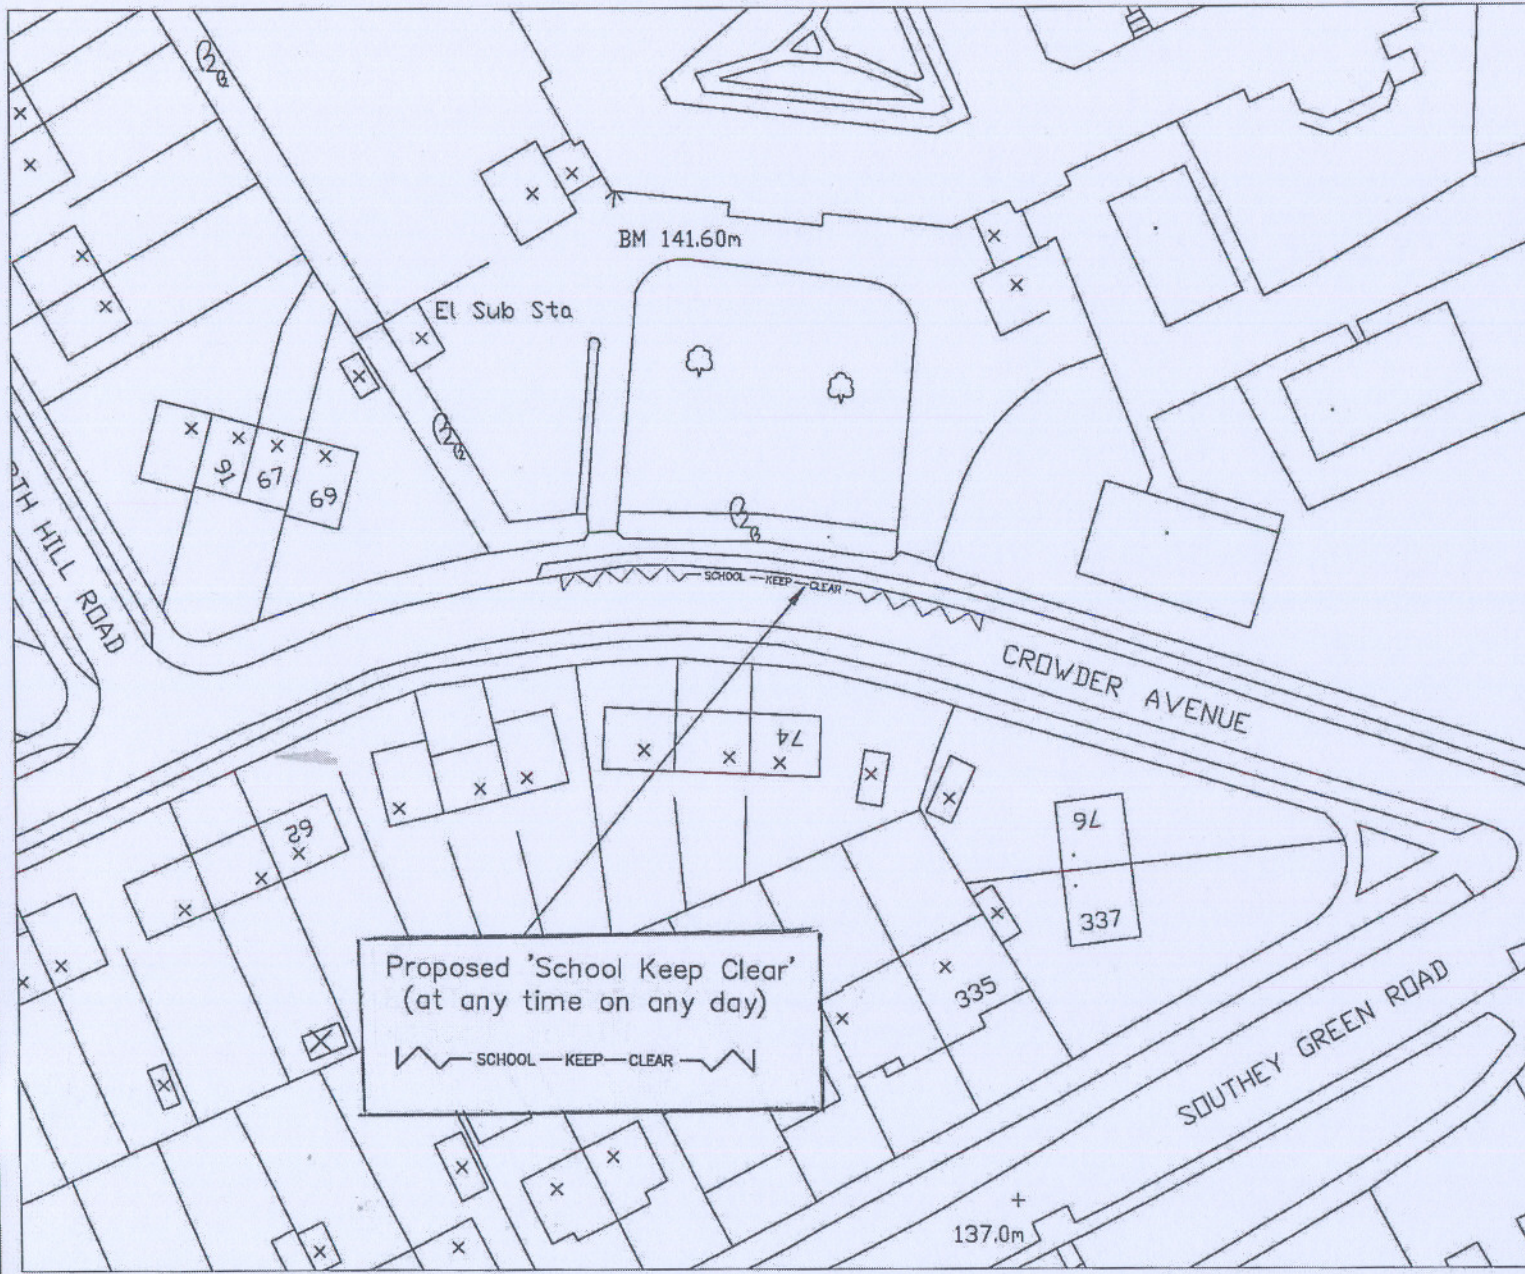 BM 141.60m
El Sub Sta
91
67
69
RTH HILL ROAD
SCHOOL KEEP CLEAR
CROWDER AVENUE
74
62
76
337
335
Proposed 'School Keep Clear'
(at any time on any day)
SCHOOL KEEP CLEAR
SOUTHEY GREEN ROAD
137.0m